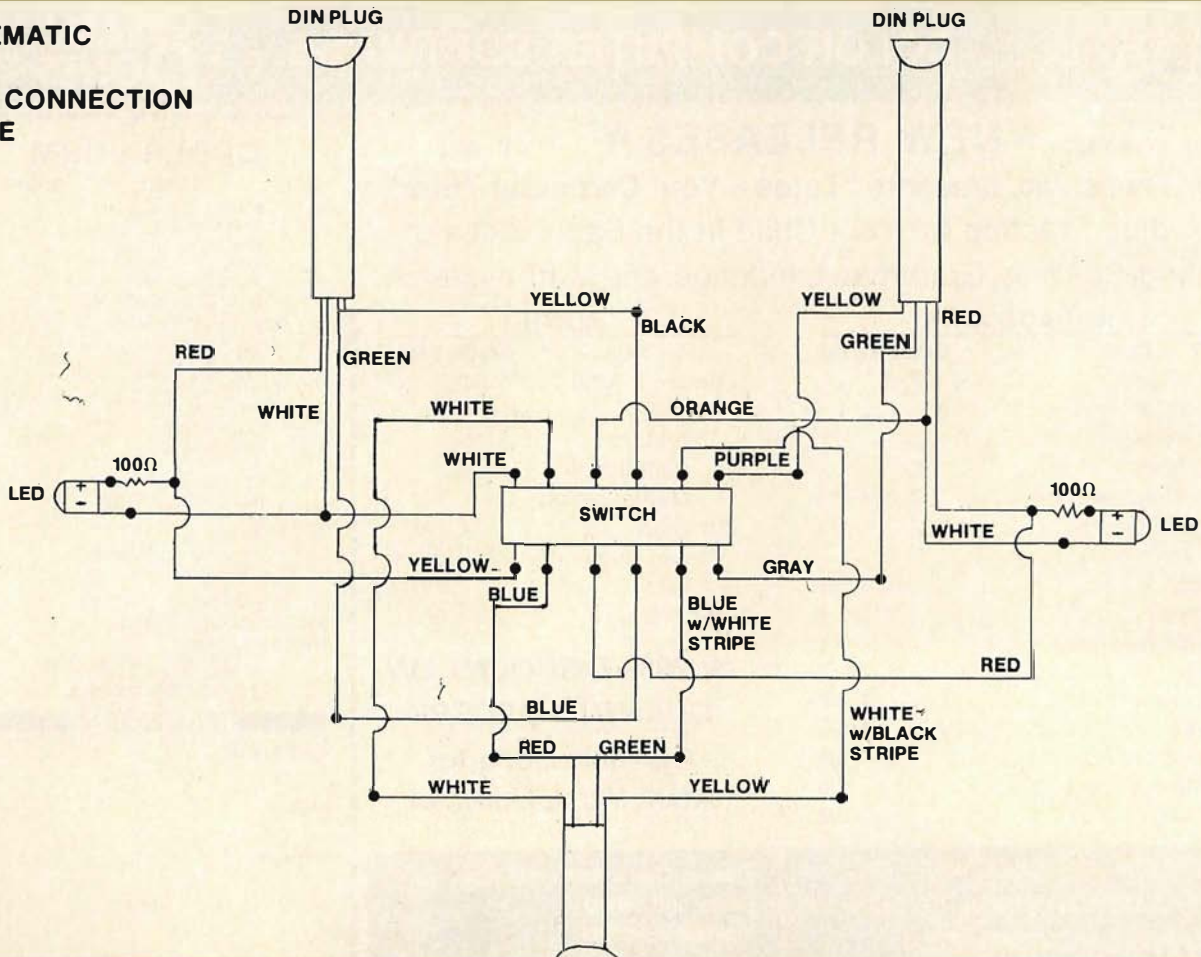 EMATIC
CONNECTION
E
DIN PLUG
DIN PLUG
YELLOW
BLACK
YELLOW
RED
GREEN
RED
GREEN
WHITE
WHITE
ORANGE
WHITE
PURPLE
100Ω
LED
+
-
SWITCH
100Ω
LED
+
-
WHITE
YELLOW
BLUE
GRAY
BLUE
w/WHITE
STRIPE
RED
BLUE
WHITE
w/BLACK
STRIPE
RED
GREEN
WHITE
YELLOW